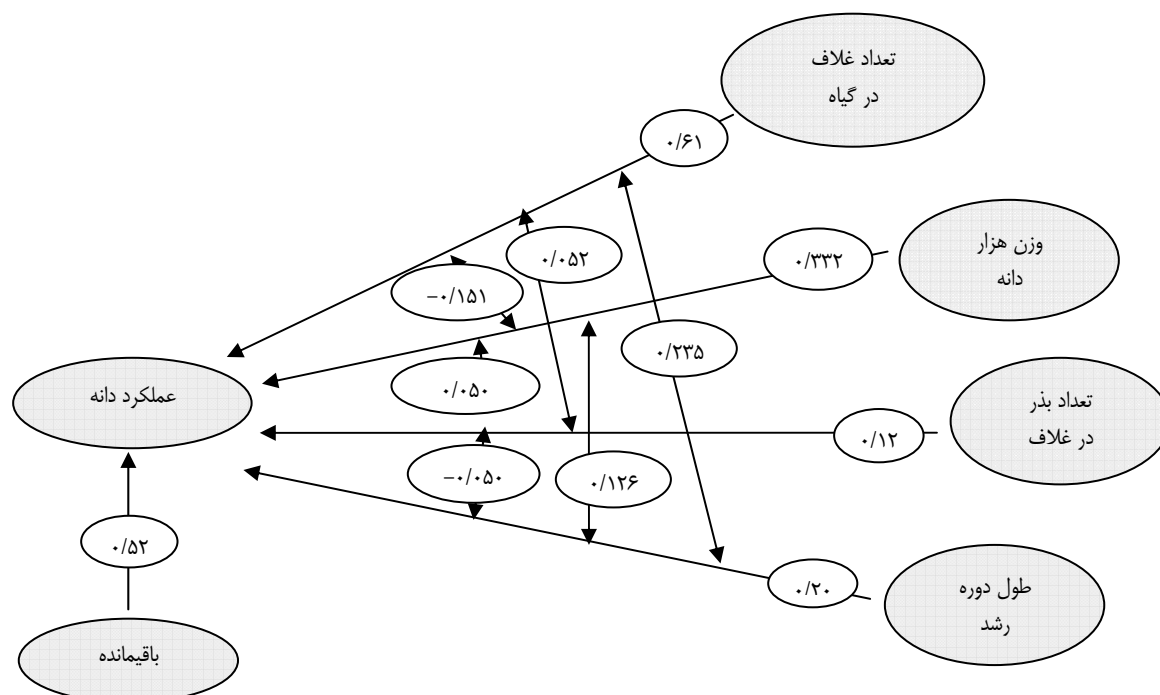 تعداد غلاف
در گیاه
۰/۶۱
وزن هزار
دانه
۰/۳۳۲
۰/۰۵۲
−۰/۱۵۱
۰/۲۳۵
۰/۰۵۰
عملکرد دانه
تعداد بذر
در غلاف
۰/۱۲
−۰/۰۵۰
۰/۱۲۶
۰/۵۲
طول دوره
رشد
۰/۲۰
باقیمانده